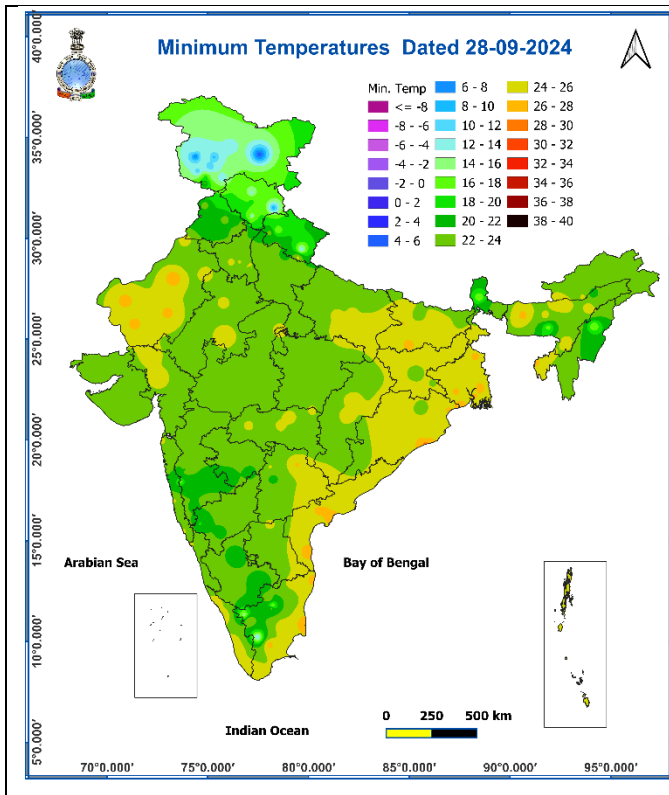 Minimum Temperatures Dated 28-09-2024
Min. Temp
<= -8
-8 - -6
-6 - -4
-4 - -2
-2 - 0
0 - 2
2 - 4
4 - 6
6 - 8
8 - 10
10 - 12
12 - 14
14 - 16
16 - 18
18 - 20
20 - 22
22 - 24
24 - 26
26 - 28
28 - 30
30 - 32
32 - 34
34 - 36
36 - 38
38 - 40
40°0.000'
35°0.000'
30°0.000'
25°0.000'
20°0.000'
15°0.000'
10°0.000'
5°0.000'
Arabian Sea
Bay of Bengal
Indian Ocean
0 250 500 km
70°0.000' 75°0.000' 80°0.000' 85°0.000' 90°0.000' 95°0.000'